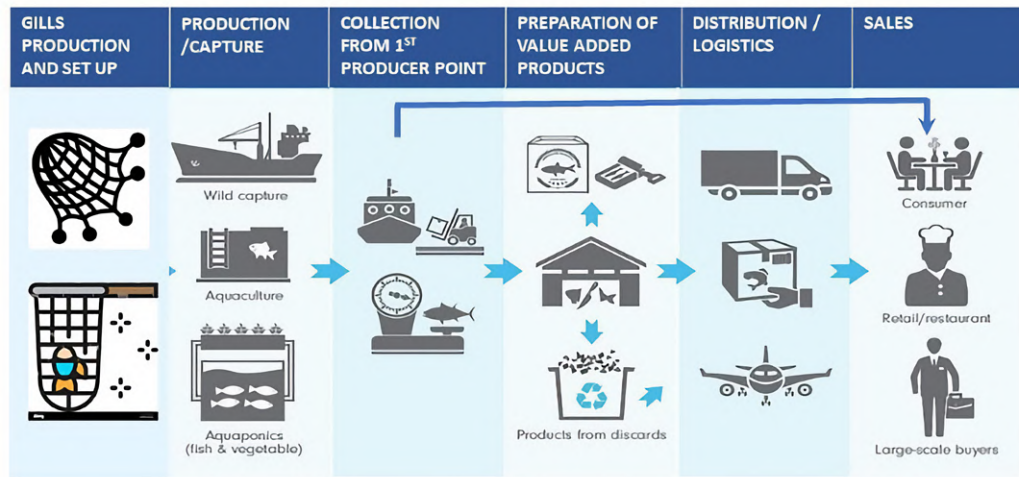 GILLS
PRODUCTION
AND SET UP
PRODUCTION
/CAPTURE
COLLECTION
FROM 1ST
PRODUCER POINT
PREPARATION OF
VALUE ADDED
PRODUCTS
DISTRIBUTION /
LOGISTICS
SALES
Wild capture
Aquaculture
Aquaponics
(fish & vegetable)
Products from discards
Consumer
Retail/restaurant
Large-scale buyers